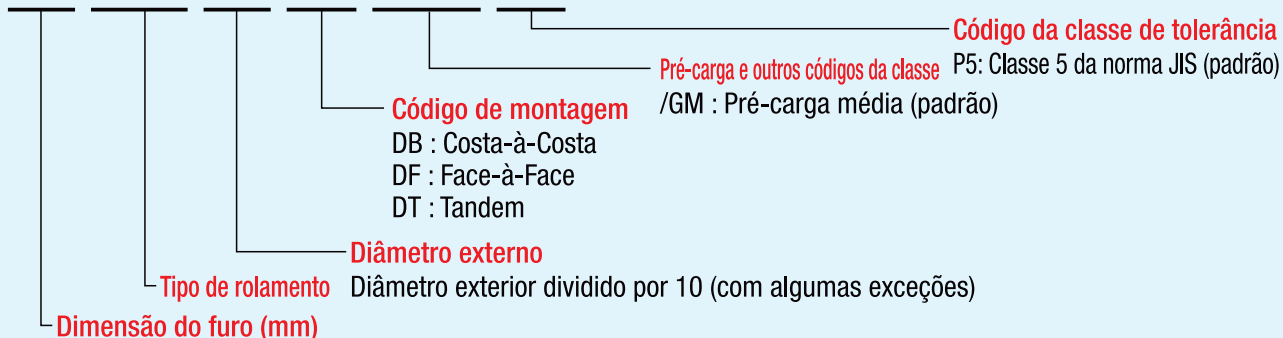 Código da classe de tolerância
Pré-carga e outros códigos da classe P5: Classe 5 da norma JIS (padrão)
Código de montagem /GM : Pré-carga média (padrão)
DB : Costa-à-Costa
DF : Face-à-Face
DT : Tandem
Diâmetro externo
Tipo de rolamento Diâmetro exterior dividido por 10 (com algumas exceções)
Dimensão do furo (mm)